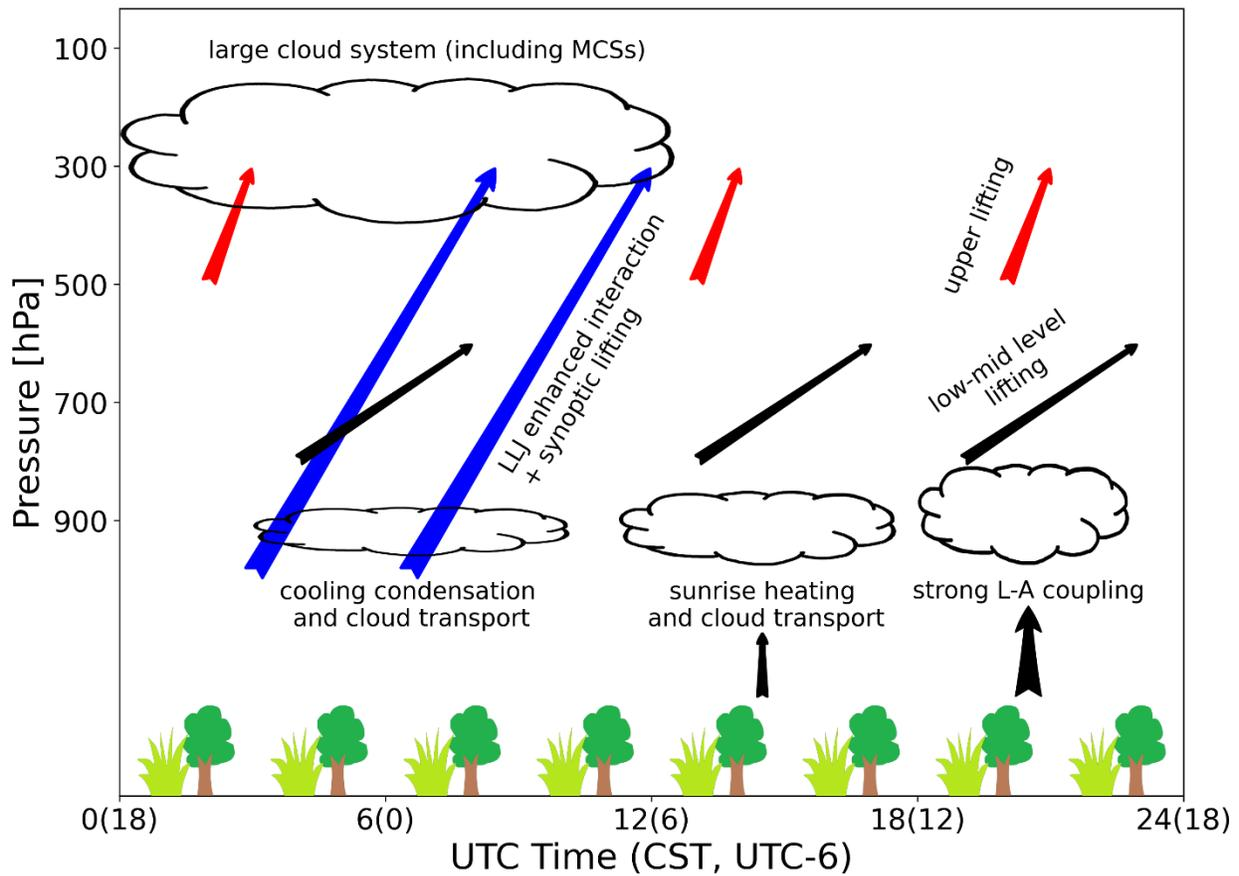 large cloud system (including MCSs)
100
300
500
700
900
Pressure [hPa]
upper lifting
low-mid level
lifting
LLJ enhanced interaction
+ synoptic lifting
cooling condensation
and cloud transport
sunrise heating
and cloud transport
strong L-A coupling
0(18)
6(0)
12(6)
18(12)
24(18)
UTC Time (CST, UTC-6)